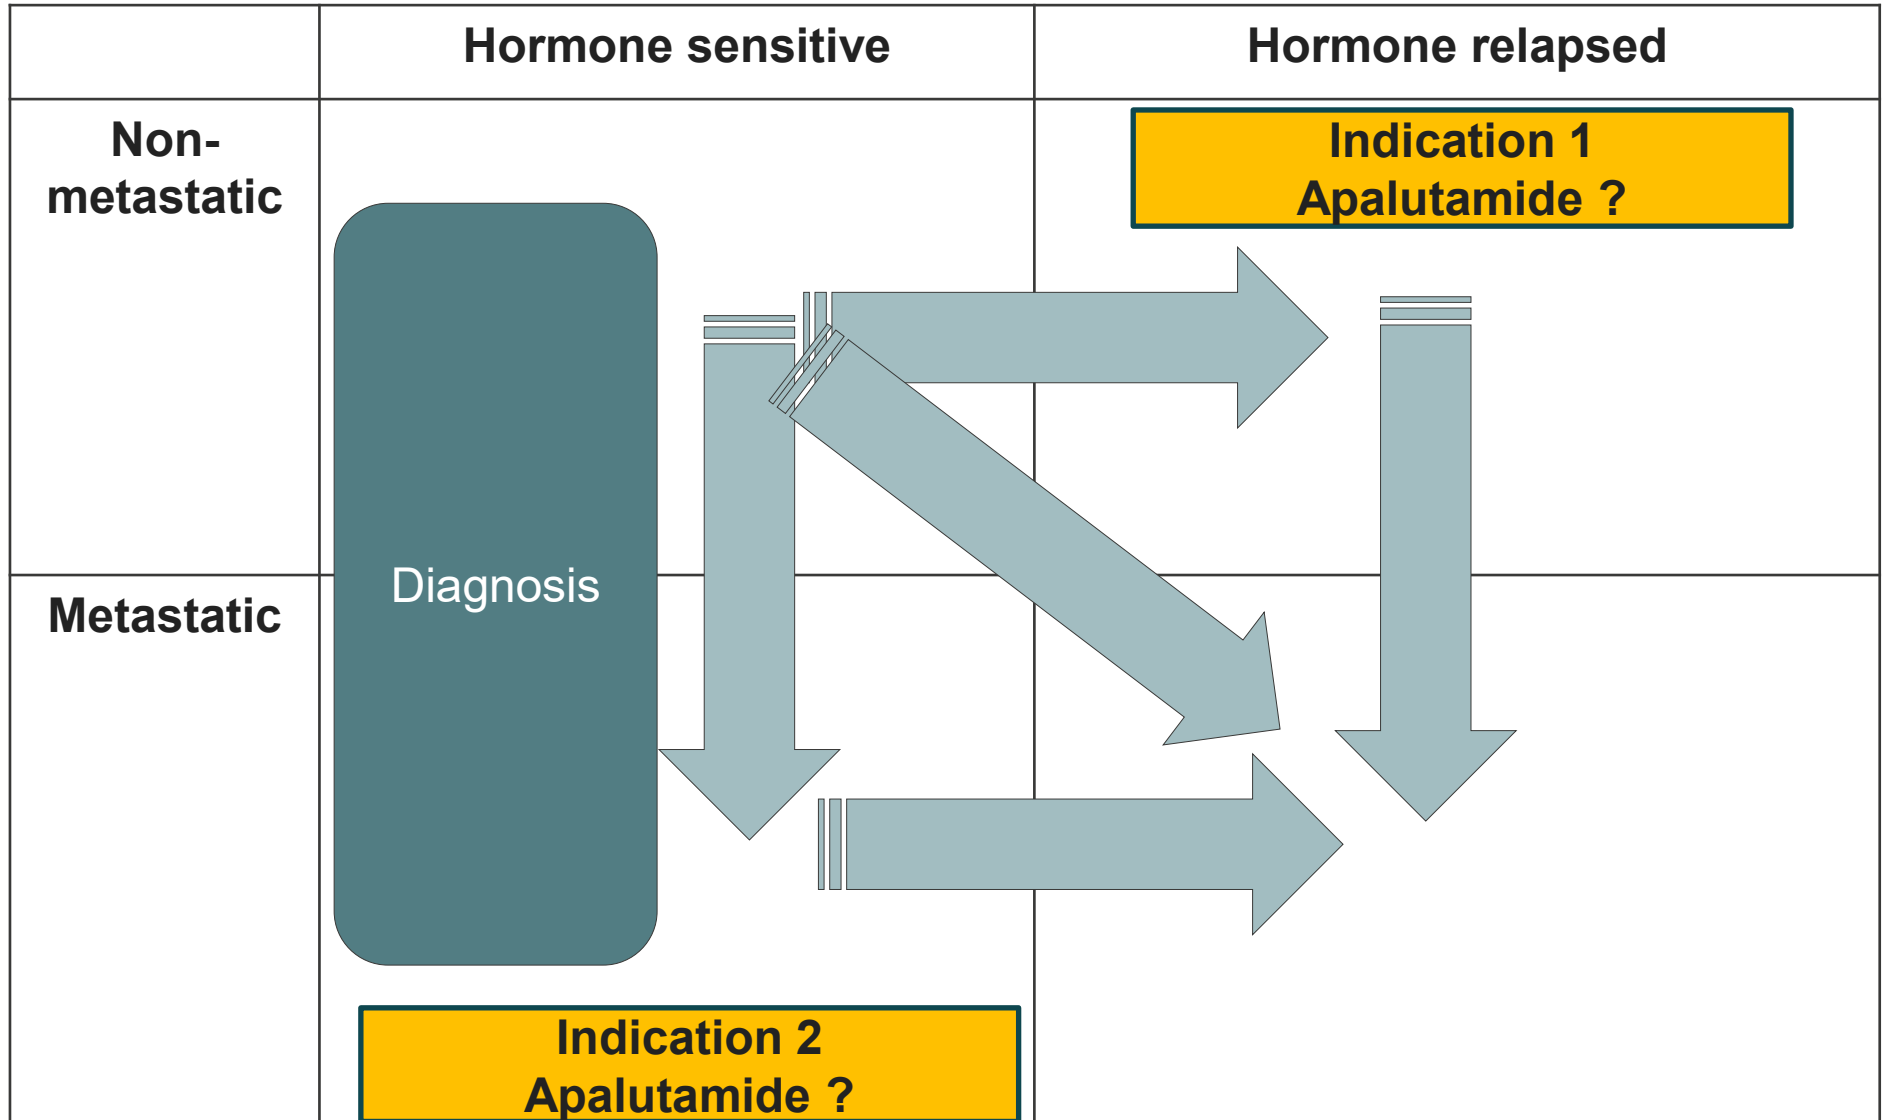 Hormone sensitive
Hormone relapsed
Non-
metastatic
Indication 1
Apalutamide ?
Diagnosis
Metastatic
Indication 2
Apalutamide ?